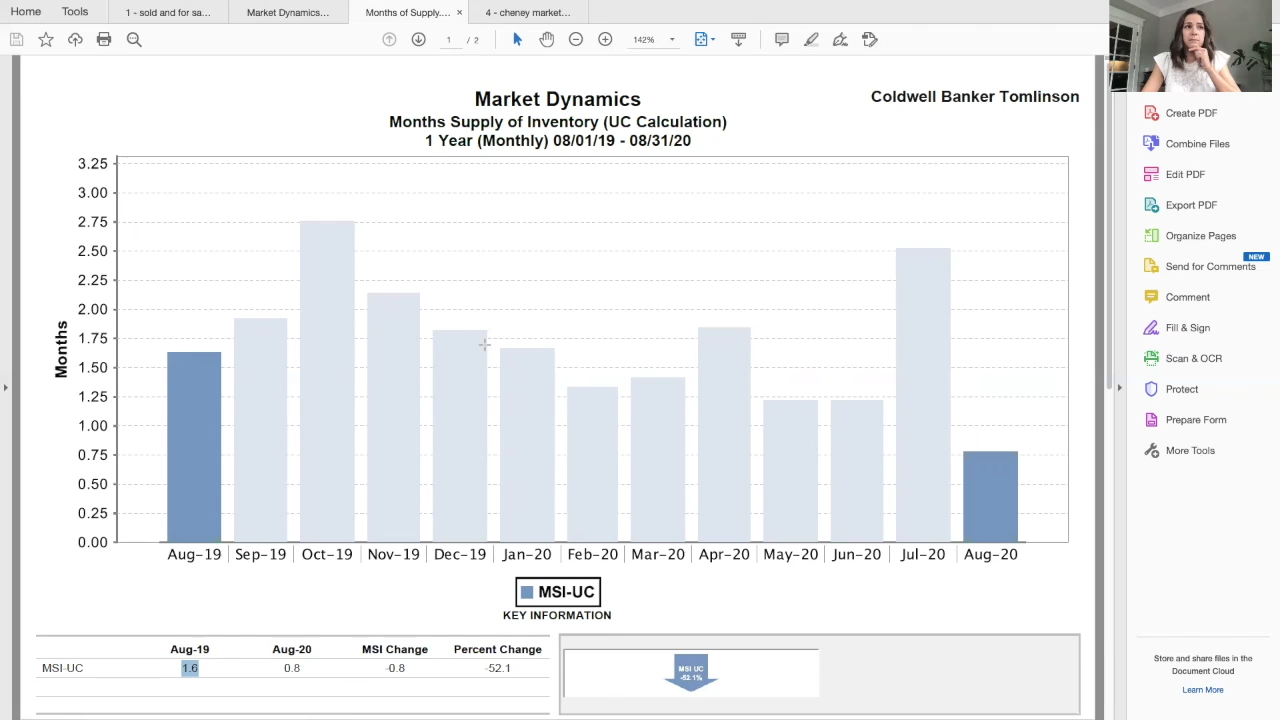 Home Tools 1 - sold and for sa... Market Dynamics... Months of Supply.... × 4 - cheney market...
1 / 2 142%
Market Dynamics
Coldwell Banker Tomlinson
Months Supply of Inventory (UC Calculation)
1 Year (Monthly) 08/01/19 - 08/31/20
3.25
3.00
2.75
2.50
2.25
2.00
1.75
1.50
1.25
1.00
0.75
0.50
0.25
0.00
Months
Aug-19 Sep-19 Oct-19 Nov-19 Dec-19 Jan-20 Feb-20 Mar-20 Apr-20 May-20 Jun-20 Jul-20 Aug-20
MSI-UC
KEY INFORMATION
Aug-19 Aug-20 MSI Change Percent Change
MSI-UC 1.6 0.8 -0.8 -52.1
MSI UC
-52.1%
Create PDF
Combine Files
Edit PDF
Export PDF
Organize Pages
NEW
Send for Comments
Comment
Fill & Sign
Scan & OCR
Protect
Prepare Form
More Tools
Store and share files in the
Document Cloud
Learn More